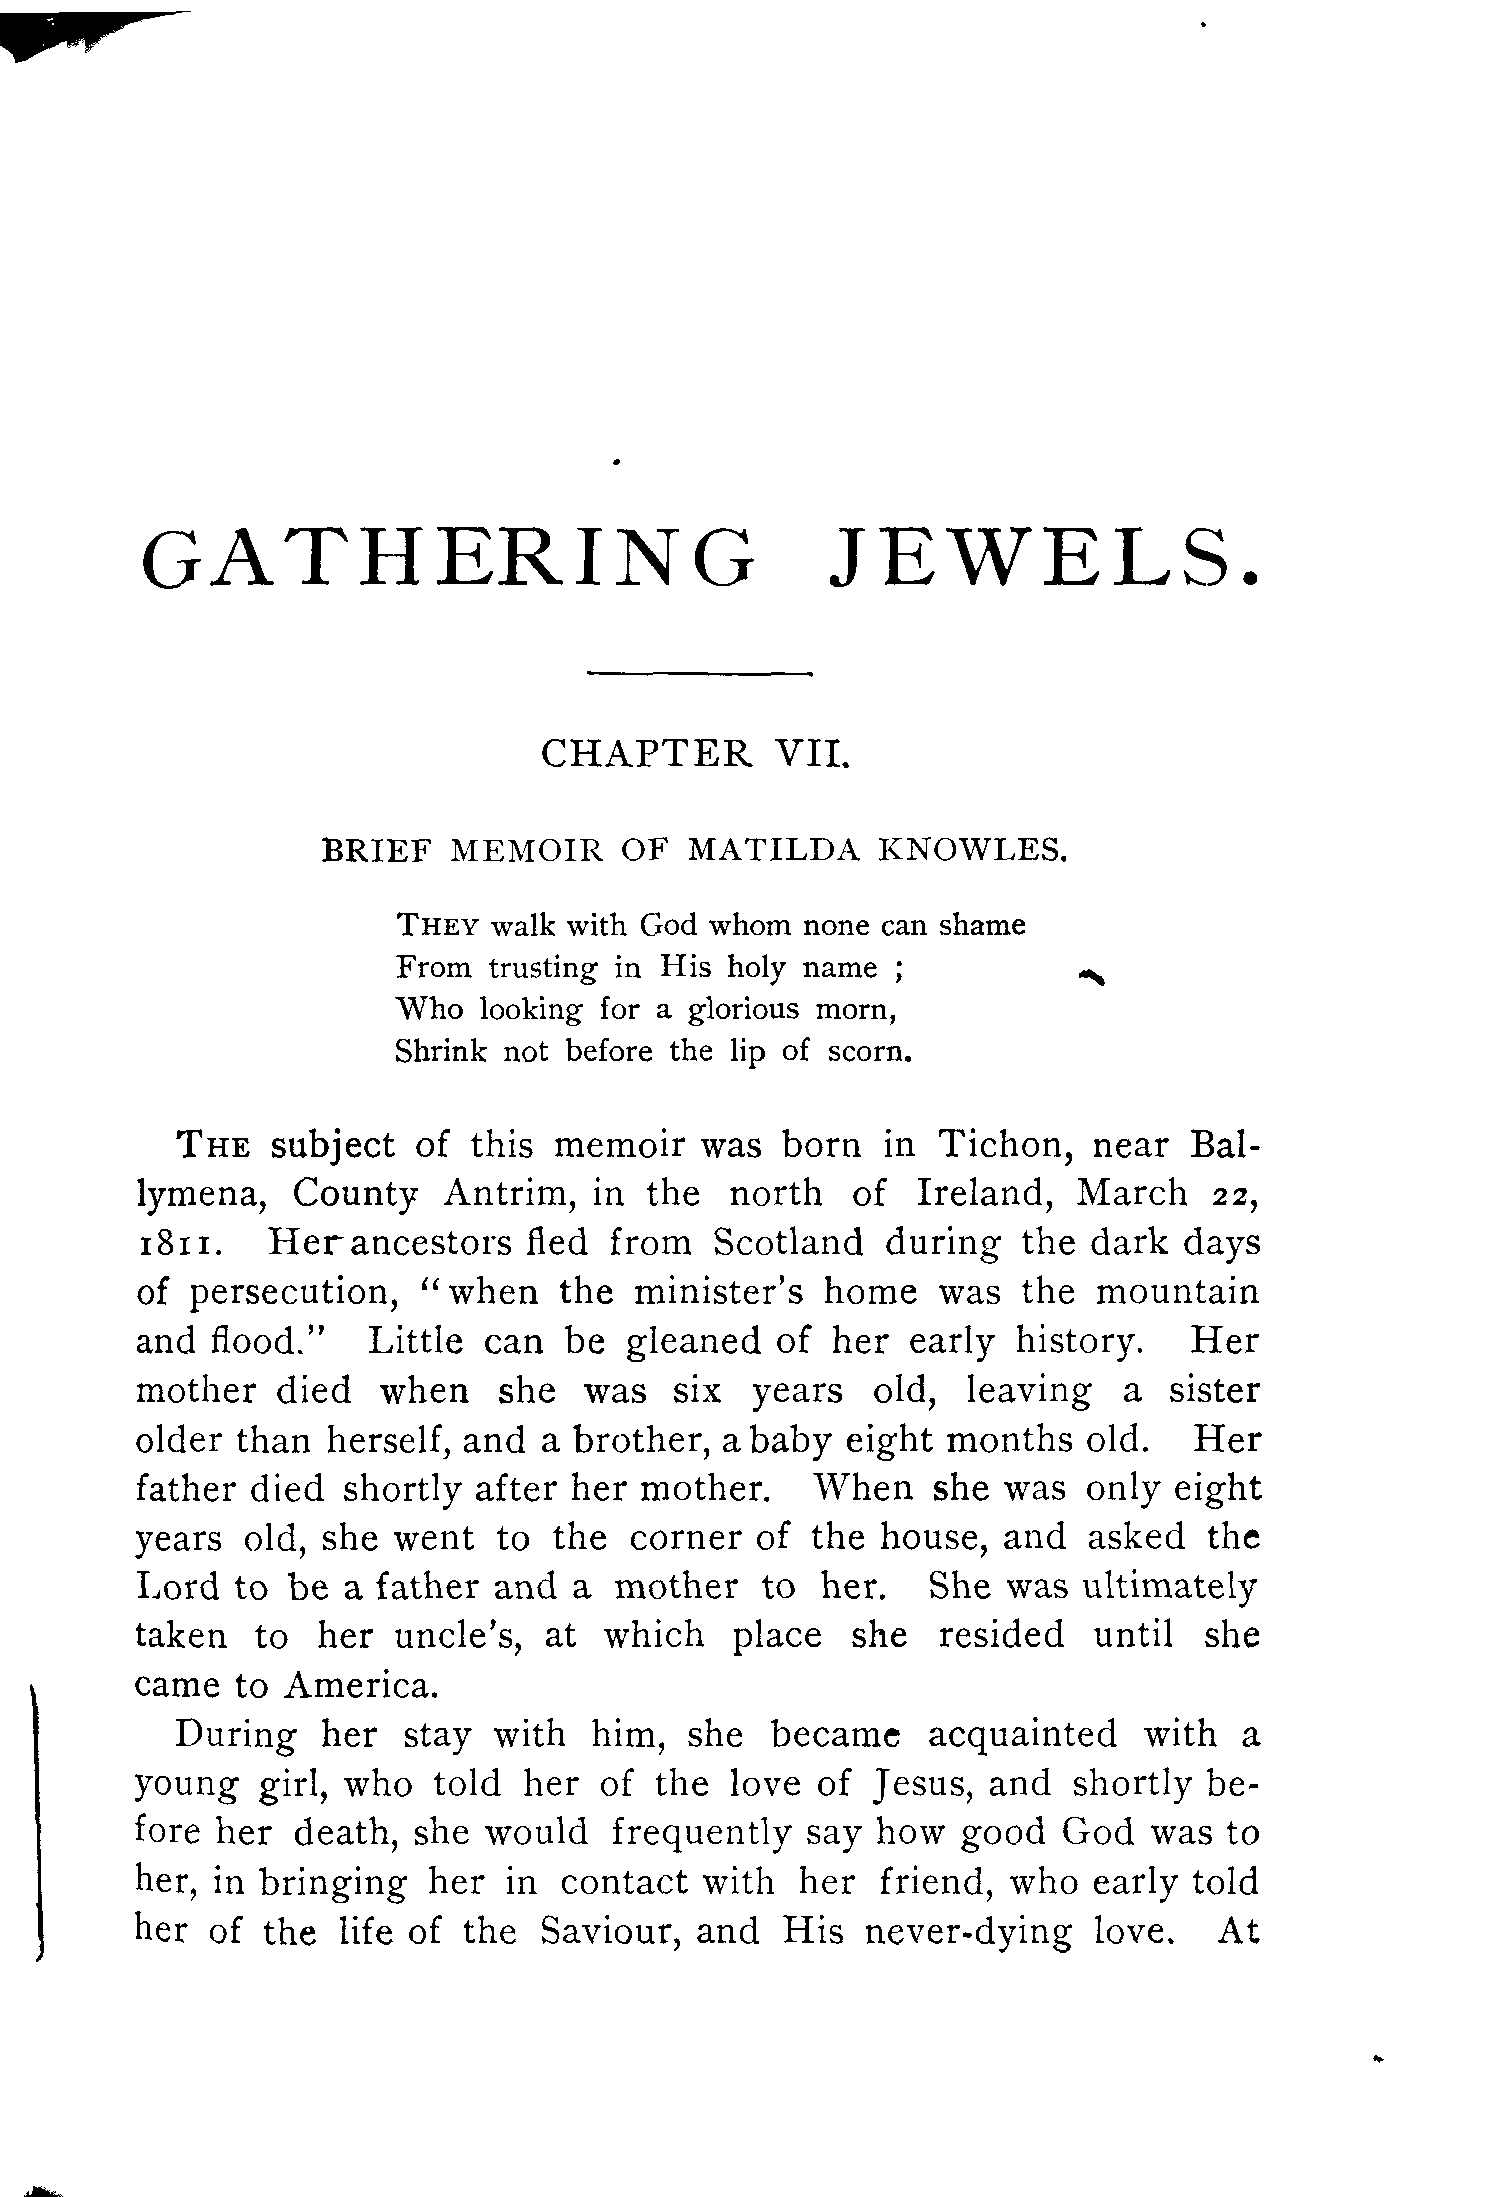 GATHERING JEWELS.
CHAPTER VII.
BRIEF MEMOIR OF MATILDA KNOWLES.
THEY walk with God whom none can shame
From trusting in His holy name ;
Who looking for a glorious morn,
Shrink not before the lip of scorn.
THE subject of this memoir was born in Tichon, near Bal-
lymena, County Antrim, in the north of Ireland, March 22,
1811. Her ancestors fled from Scotland during the dark days
of persecution, "when the minister's home was the mountain
and flood." Little can be gleaned of her early history. Her
mother died when she was six years old, leaving a sister
older than herself, and a brother, a baby eight months old. Her
father died shortly after her mother. When she was only eight
years old, she went to the corner of the house, and asked the
Lord to be a father and a mother to her. She was ultimately
taken to her uncle's, at which place she resided until she
came to America.
During her stay with him, she became acquainted with a
young girl, who told her of the love of Jesus, and shortly be-
fore her death, she would frequently say how good God was to
her, in bringing her in contact with her friend, who early told
her of the life of the Saviour, and His never-dying love. At